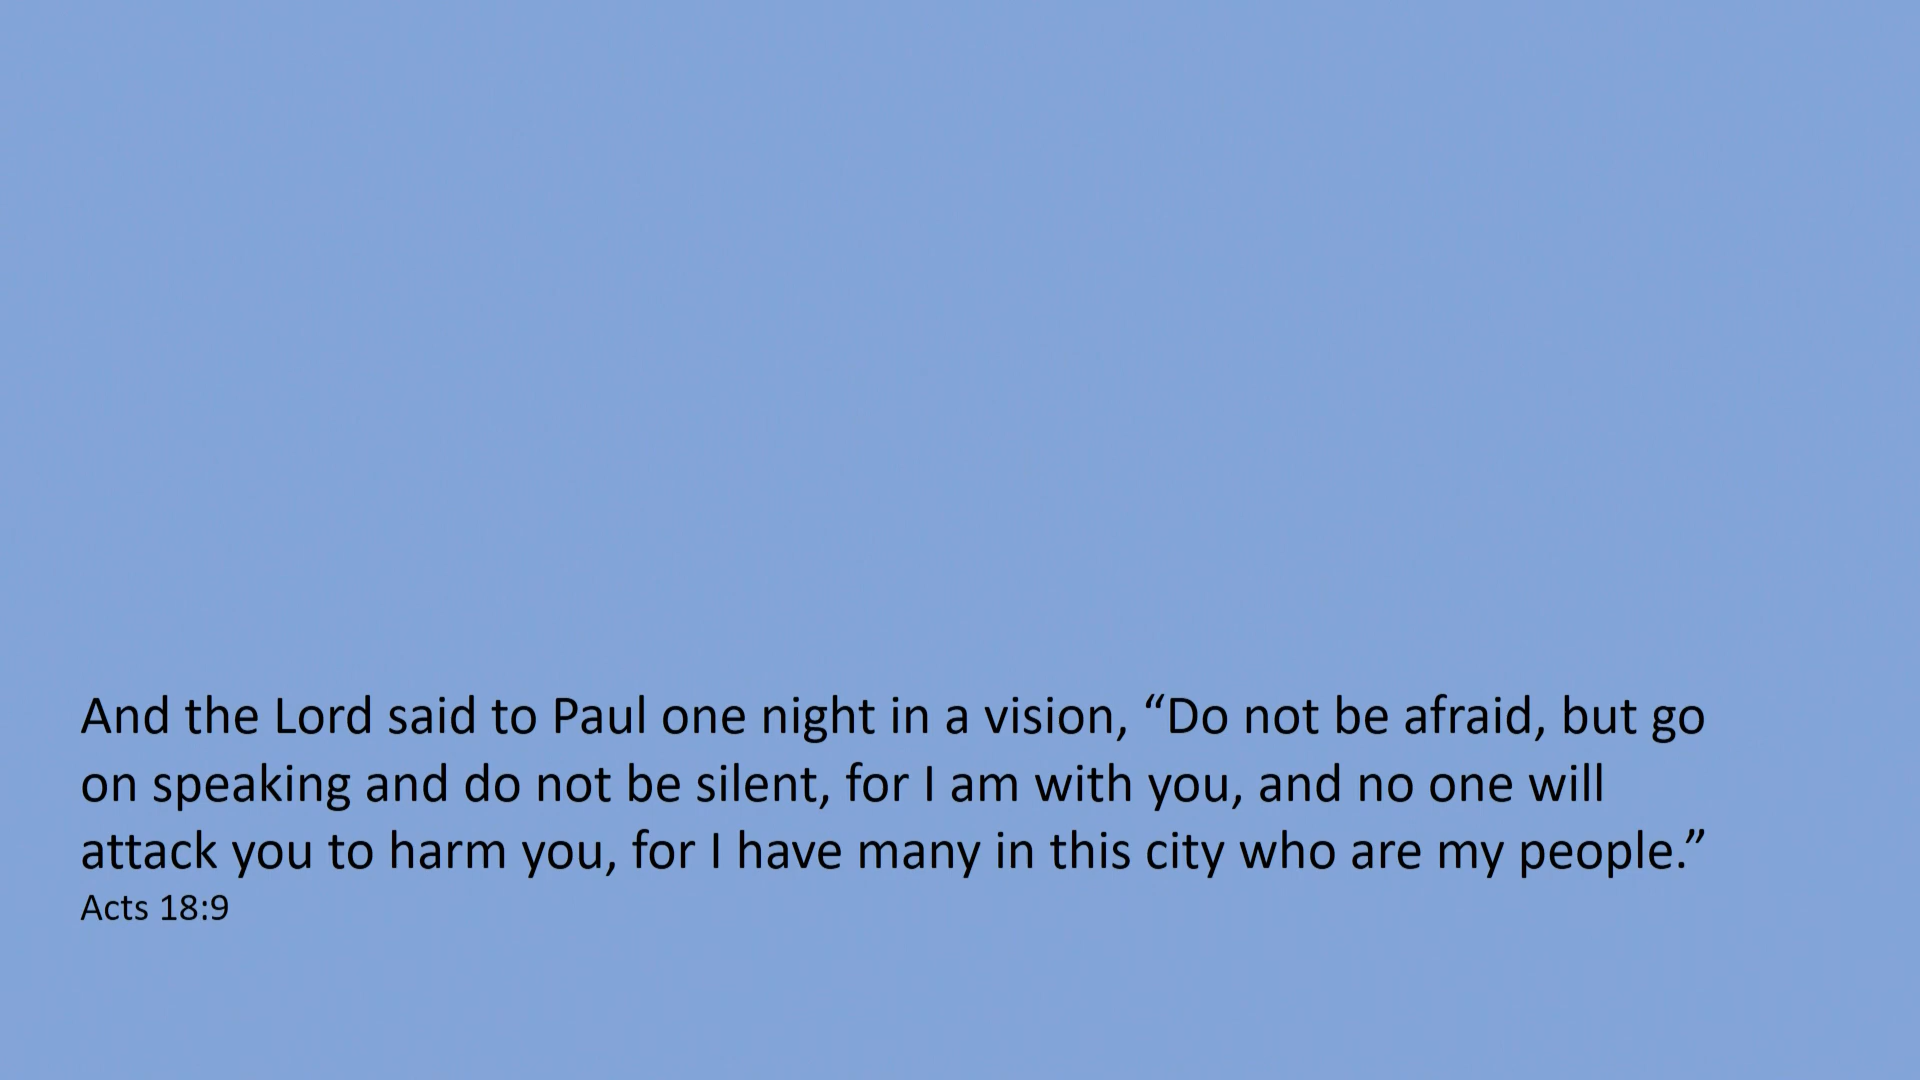 And the Lord said to Paul one night in a vision, “Do not be afraid, but go
on speaking and do not be silent, for I am with you, and no one will
attack you to harm you, for I have many in this city who are my people.”
Acts 18:9